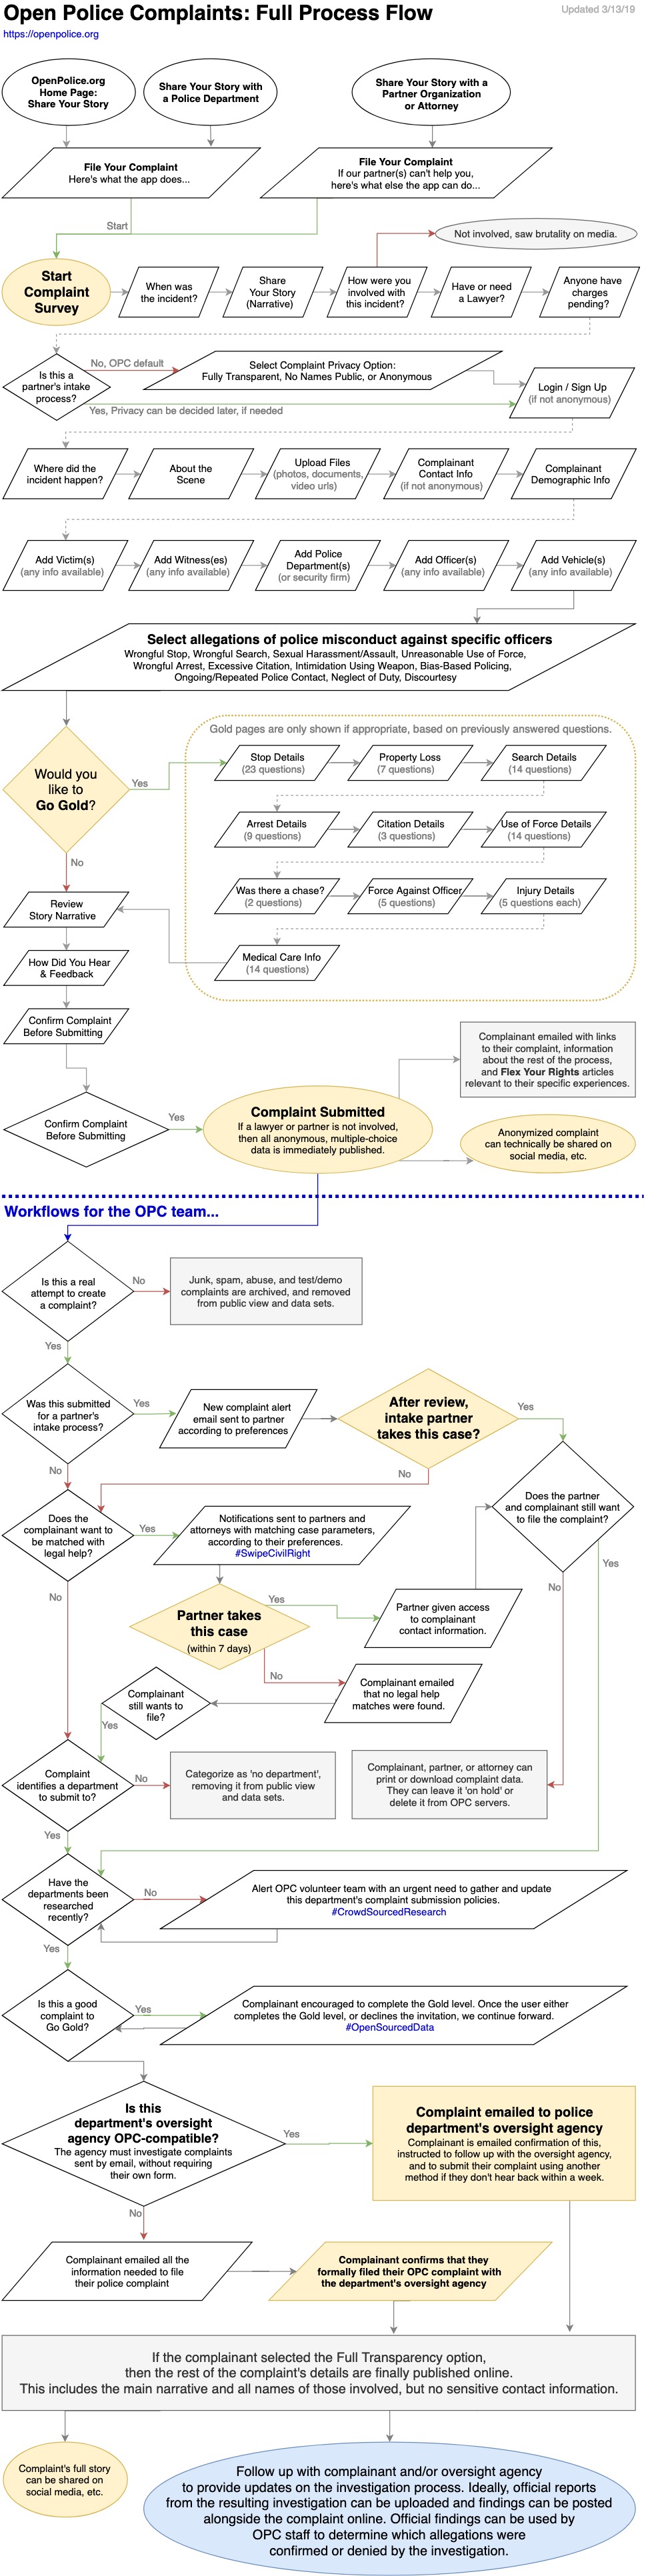 Open Police Complaints: Full Process Flow
Updated 3/13/19
https://openpolice.org
OpenPolice.org
Home Page:
Share Your Story
Share Your Story with
a Police Department
Share Your Story with a
Partner Organization
or Attorney
File Your Complaint
Here's what the app does...
File Your Complaint
If our partner(s) can't help you,
here's what else the app can do...
Start
Not involved, saw brutality on media.
Start
Complaint
Survey
When was
the incident?
Share
Your Story
(Narrative)
How were you
involved with
this incident?
Have or need
a Lawyer?
Anyone have
charges
pending?
Is this a
partner's intake
process?
No, OPC default
Select Complaint Privacy Option:
Fully Transparent, No Names Public, or Anonymous
Login / Sign Up
(if not anonymous)
Yes, Privacy can be decided later, if needed
Where did the
incident happen?
About the
Scene
Upload Files
(photos, documents,
video urls)
Complainant
Contact Info
(if not anonymous)
Complainant
Demographic Info
Add Victim(s)
(any info available)
Add Witness(es)
(any info available)
Add Police
Department(s)
(or security firm)
Add Officer(s)
(any info available)
Add Vehicle(s)
(any info available)
Select allegations of police misconduct against specific officers
Wrongful Stop, Wrongful Search, Sexual Harassment/Assault, Unreasonable Use of Force,
Wrongful Arrest, Excessive Citation, Intimidation Using Weapon, Bias-Based Policing,
Ongoing/Repeated Police Contact, Neglect of Duty, Discourtesy
Gold pages are only shown if appropriate, based on previously answered questions.
Would you
like to
Go Gold?
Yes
No
Stop Details
(23 questions)
Property Loss
(7 questions)
Search Details
(14 questions)
Arrest Details
(9 questions)
Citation Details
(3 questions)
Use of Force Details
(14 questions)
Was there a chase?
(2 questions)
Force Against Officer
(5 questions)
Injury Details
(5 questions each)
Medical Care Info
(14 questions)
Review
Story Narrative
How Did You Hear
& Feedback
Confirm Complaint
Before Submitting
Confirm Complaint
Before Submitting
Yes
Complaint Submitted
If a lawyer or partner is not involved,
then all anonymous, multiple-choice
data is immediately published.
Complainant emailed with links
to their complaint, information
about the rest of the process,
and Flex Your Rights articles
relevant to their specific experiences.
Anonymized complaint
can technically be shared on
social media, etc.
Workflows for the OPC team...
Is this a real
attempt to create
a complaint?
No
Junk, spam, abuse, and test/demo
complaints are archived, and removed
from public view and data sets.
Yes
Was this submitted
for a partner's
intake process?
Yes
New complaint alert
email sent to partner
according to preferences
After review,
intake partner
takes this case?
Yes
No
No
Does the
complainant want to
be matched with
legal help?
Yes
Notifications sent to partners and
attorneys with matching case parameters,
according to their preferences.
#SwipeCivilRight
Does the partner
and complainant still want
to file the complaint?
No
Yes
No
Partner takes
this case
(within 7 days)
Yes
Partner given access
to complainant
contact information.
No
Complainant emailed
that no legal help
matches were found.
Complainant
still wants to
file?
Yes
Complaint
identifies a department
to submit to?
No
Categorize as 'no department',
removing it from public view
and data sets.
Complainant, partner, or attorney can
print or download complaint data.
They can leave it 'on hold' or
delete it from OPC servers.
Yes
Have the
departments been
researched
recently?
No
Alert OPC volunteer team with an urgent need to gather and update
this department's complaint submission policies.
#CrowdSourcedResearch
Yes
Is this a good
complaint to
Go Gold?
Yes
Complainant encouraged to complete the Gold level. Once the user either
completes the Gold level, or declines the invitation, we continue forward.
#OpenSourcedData
Is this
department's oversight
agency OPC-compatible?
The agency must investigate complaints
sent by email, without requiring
their own form.
Yes
Complaint emailed to police
department's oversight agency
Complainant is emailed confirmation of this,
instructed to follow up with the oversight agency,
and to submit their complaint using another
method if they don't hear back within a week.
No
Complainant emailed all the
information needed to file
their police complaint
Complainant confirms that they
formally filed their OPC complaint with
the department's oversight agency
If the complainant selected the Full Transparency option,
then the rest of the complaint's details are finally published online.
This includes the main narrative and all names of those involved, but no sensitive contact information.
Complaint's full story
can be shared on
social media, etc.
Follow up with complainant and/or oversight agency
to provide updates on the investigation process. Ideally, official reports
from the resulting investigation can be uploaded and findings can be posted
alongside the complaint online. Official findings can be used by
OPC staff to determine which allegations were
confirmed or denied by the investigation.